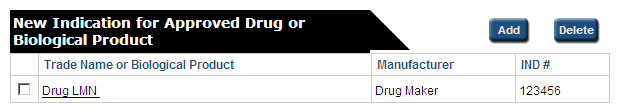 New Indication for Approved Drug or
Biological Product
Add Delete
Trade Name or Biological Product Manufacturer IND #
Drug LMN Drug Maker 123456